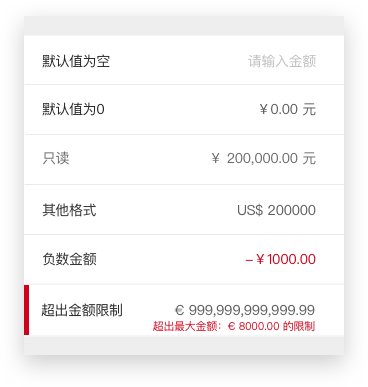 默认值为空 请输入金额
默认值为0 ￥0.00 元
只读 ￥ 200,000.00 元
其他格式 US$ 200000
负数金额 –￥1000.00
超出金额限制 € 999,999,999,999.99
超出最大金额：€ 8000.00 的限制